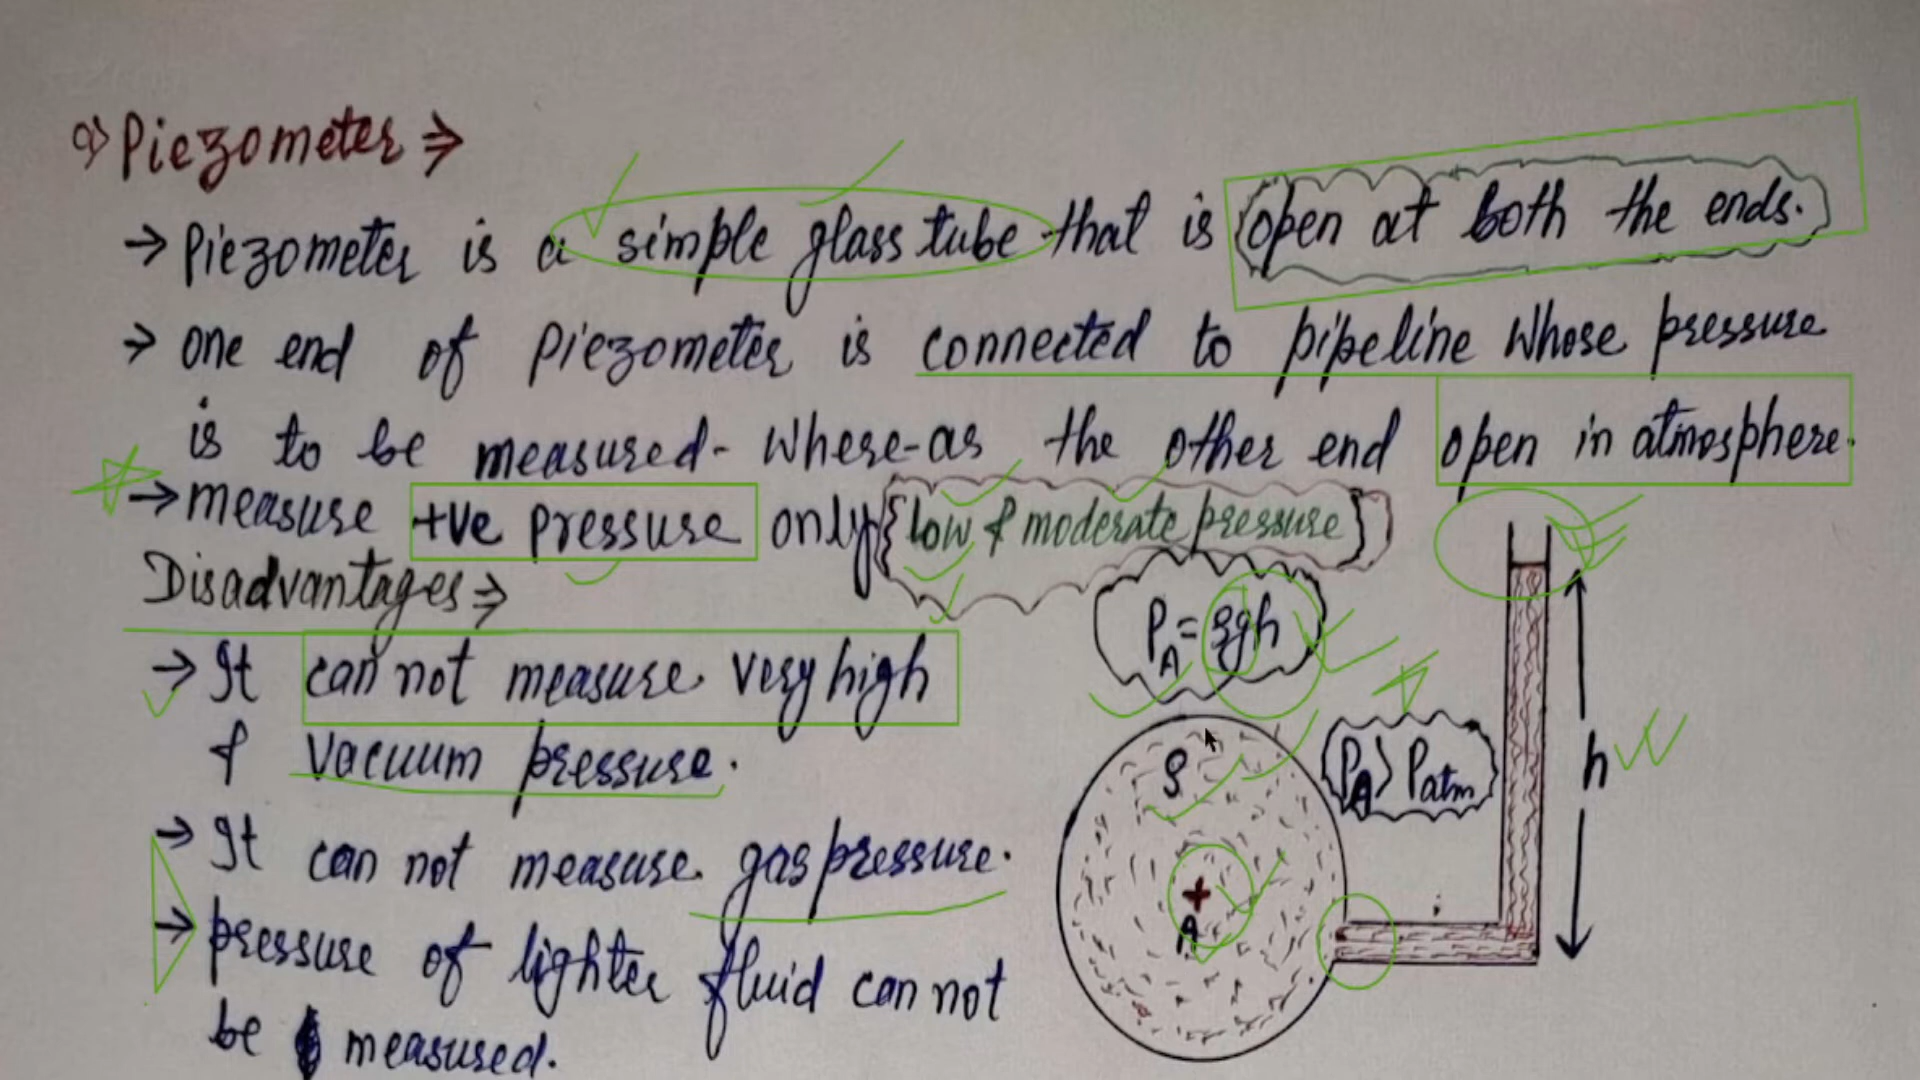 Piezometer ⇒
→ Piezometer is a simple glass tube that is {open at both the ends.}
→ one end of Piezometer is connected to pipeline whose pressure
is to be measured- where-as the other end open in atmosphere.
→ measure +ve pressure only {low & moderate pressure}
Disadvantages ⇒
→ It can not measure very high
& vacuum pressure.
→ It can not measure gas pressure.
→ pressure of lighter fluid can not
be measured.
P_A = ρgh
ρ
P_A > Patm
h
A